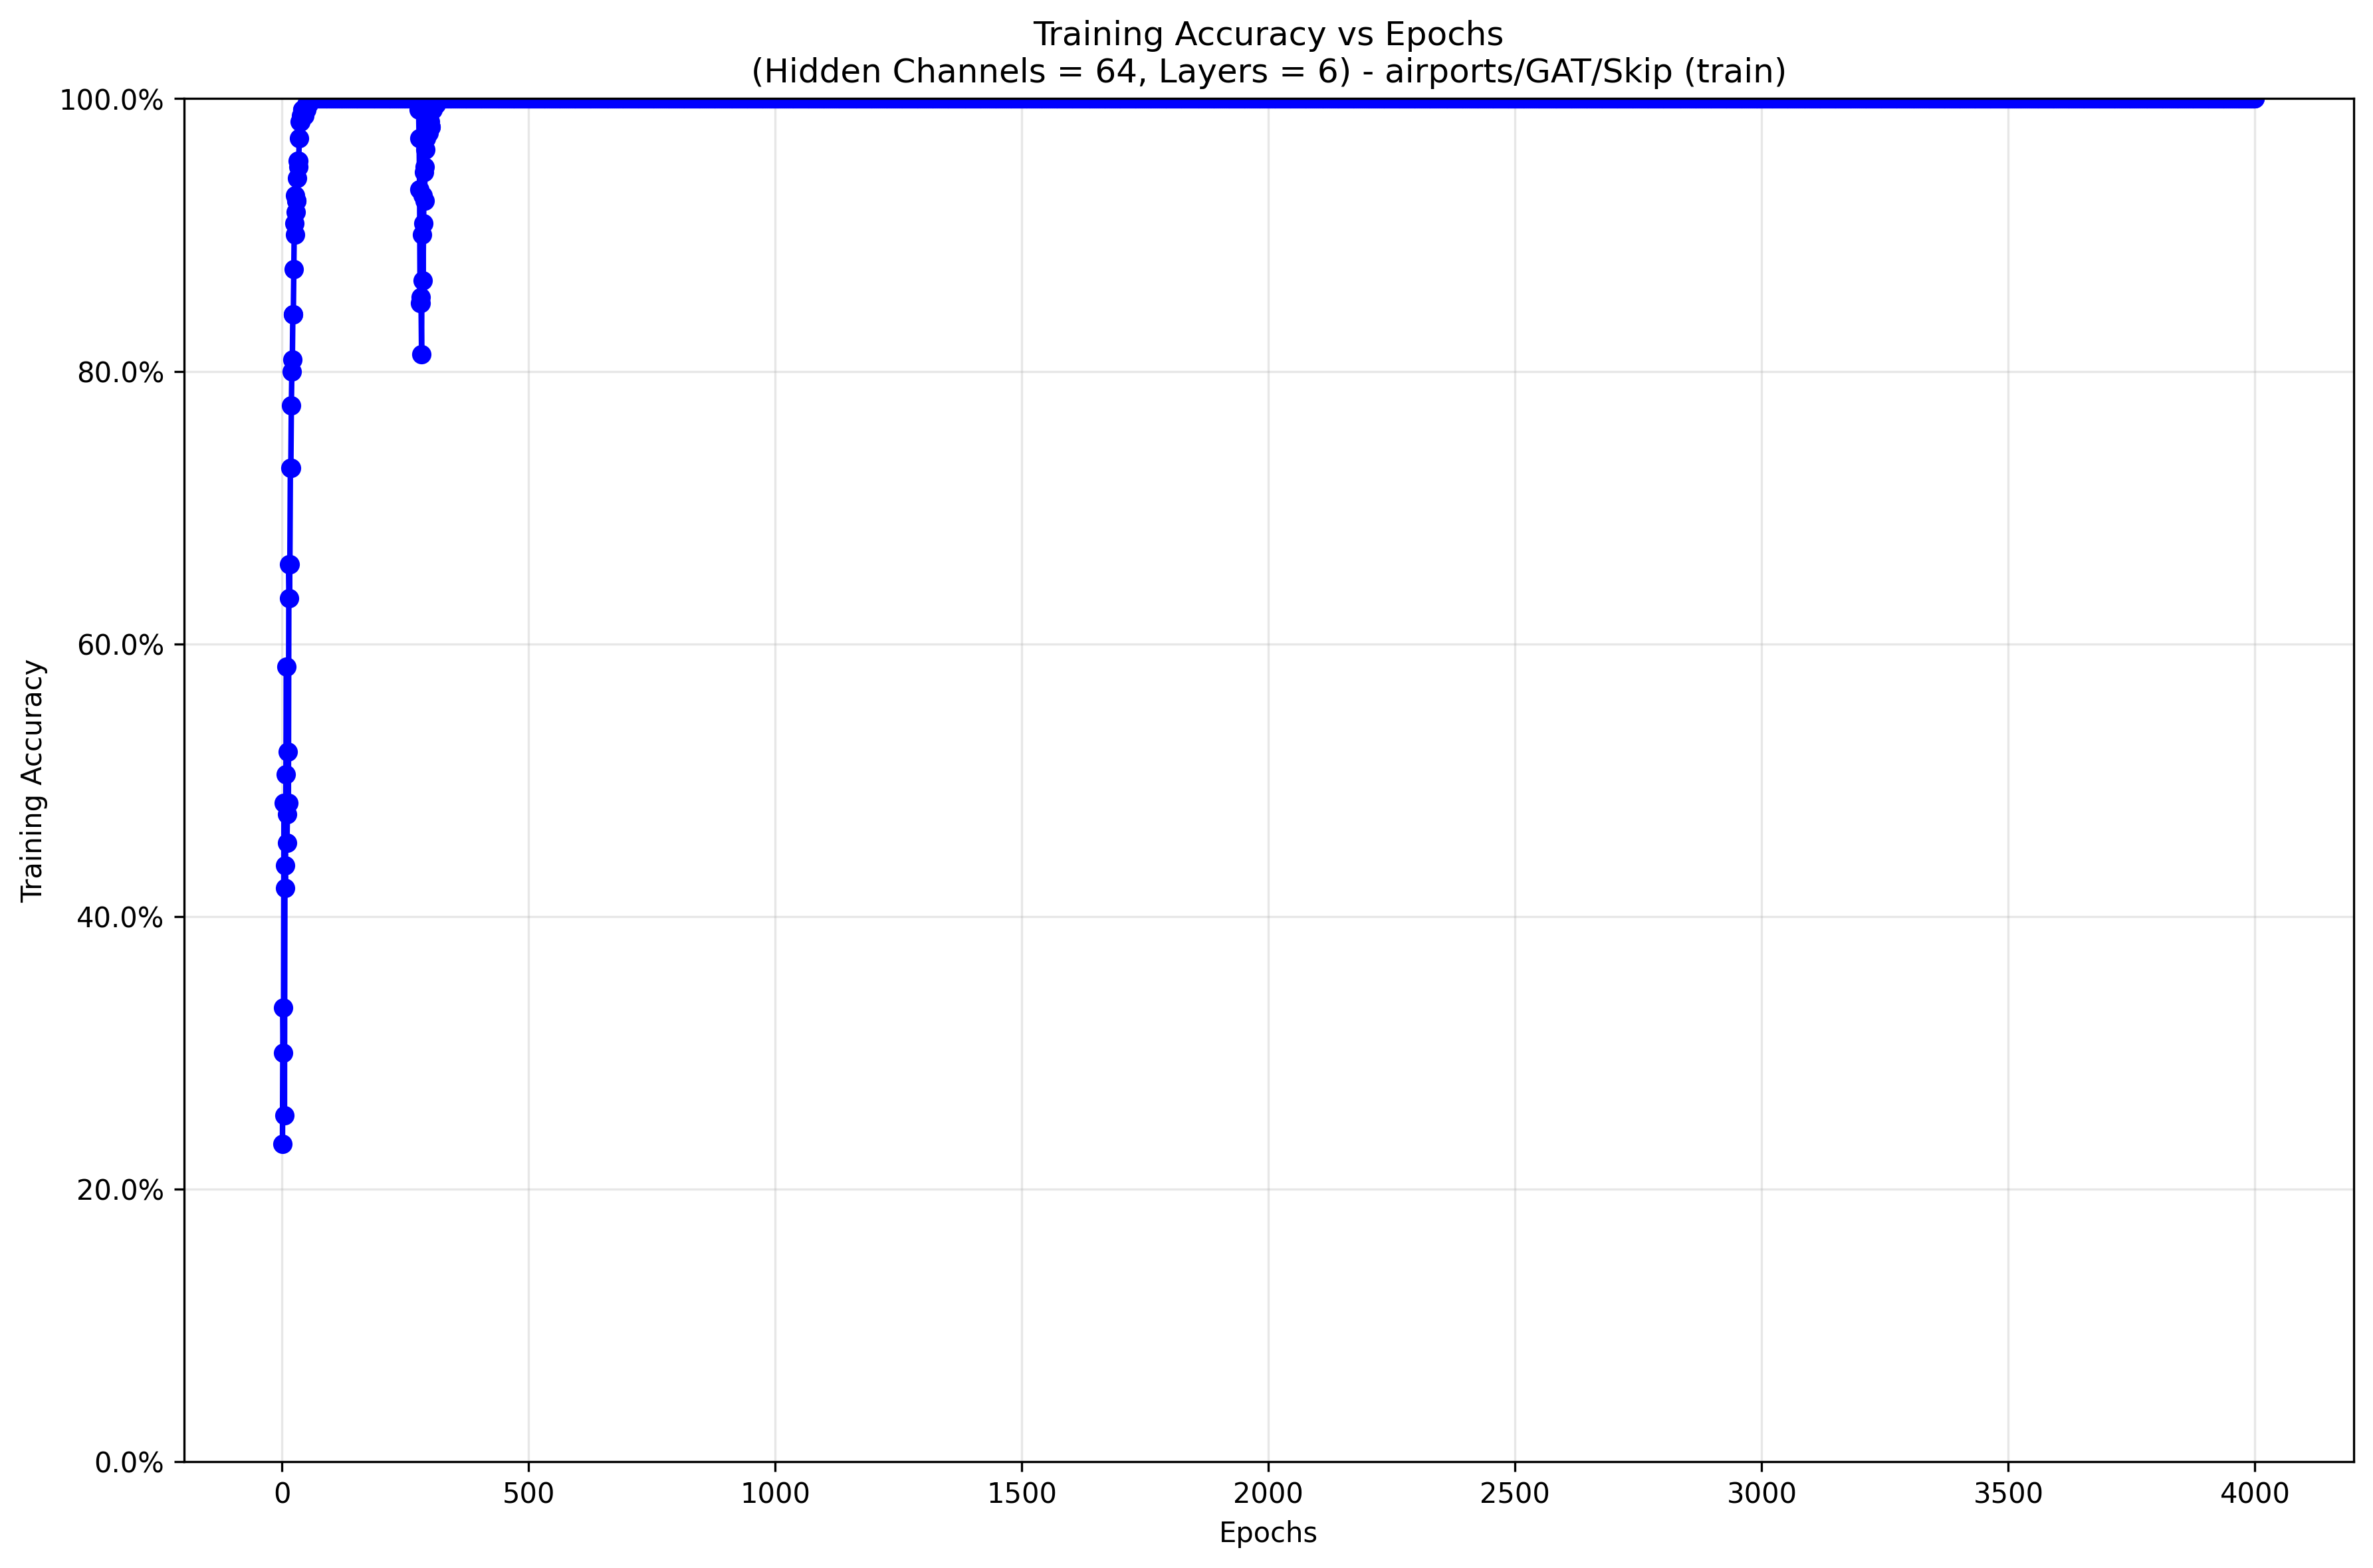 Training Accuracy vs Epochs
(Hidden Channels = 64, Layers = 6) - airports/GAT/Skip (train)
Training Accuracy
100.0%
80.0%
60.0%
40.0%
20.0%
0.0%
0 500 1000 1500 2000 2500 3000 3500 4000
Epochs